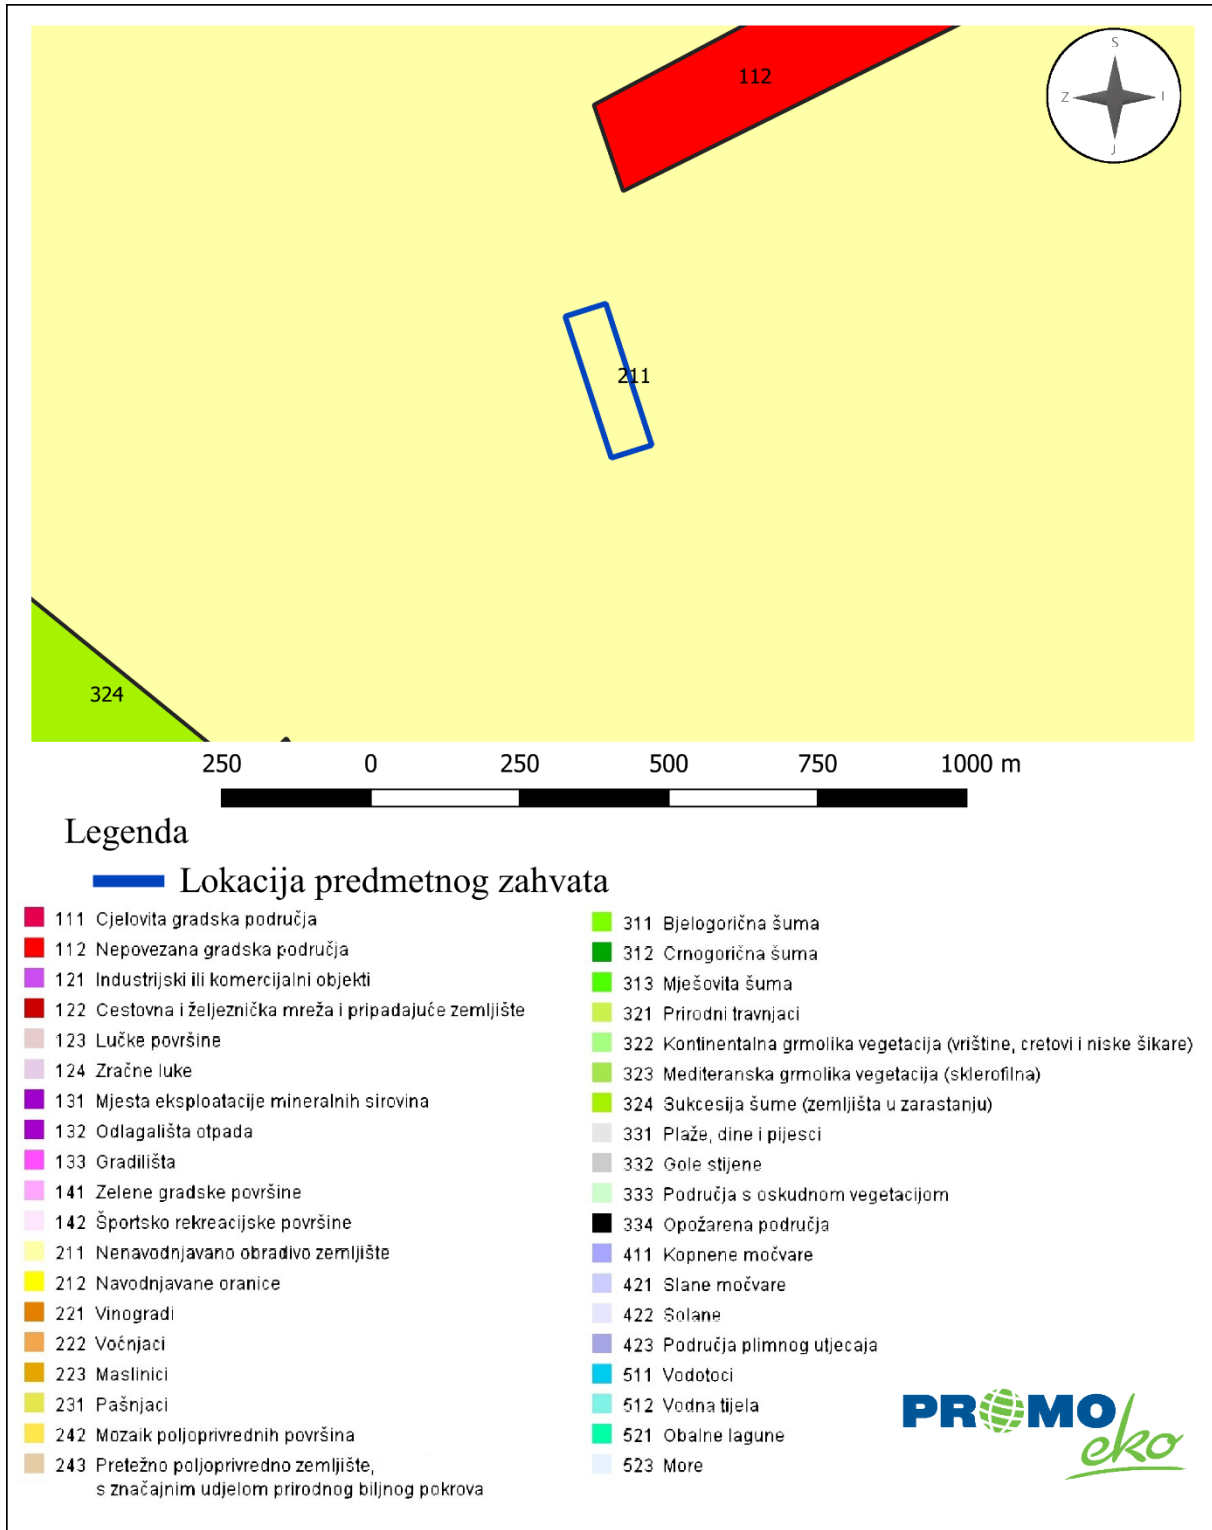 112
S
Z
I
J
211
324
250 0 250 500 750 1000 m
Legenda
Lokacija predmetnog zahvata
111 Cjelovita gradska područja
112 Nepovezana gradska područja
121 Industrijski ili komercijalni objekti
122 Cestovna i željeznička mreža i pripadajuće zemljište
123 Lučke površine
124 Zračne luke
131 Mjesta eksploatacije mineralnih sirovina
132 Odlagališta otpada
133 Gradilišta
141 Zelene gradske površine
142 Športsko rekreacijske površine
211 Nenavodnjavano obradivo zemljište
212 Navodnjavane oranice
221 Vinogradi
222 Voćnjaci
223 Maslinici
231 Pašnjaci
242 Mozaik poljoprivrednih površina
243 Pretežno poljoprivredno zemljište,
s značajnim udjelom prirodnog biljnog pokrova
311 Bjelogorična šuma
312 Crnogorična šuma
313 Mješovita šuma
321 Prirodni travnjaci
322 Kontinentalna grmolika vegetacija (vrištine, cretovi i niske šikare)
323 Mediteranska grmolika vegetacija (sklerofilna)
324 Sukcesija šume (zemljišta u zarastanju)
331 Plaže, dine i pijesci
332 Gole stijene
333 Područja s oskudnom vegetacijom
334 Opožarena područja
411 Kopnene močvare
421 Slane močvare
422 Solane
423 Područja plimnog utjecaja
511 Vodotoci
512 Vodna tijela
521 Obalne lagune
523 More
PROMO
eko